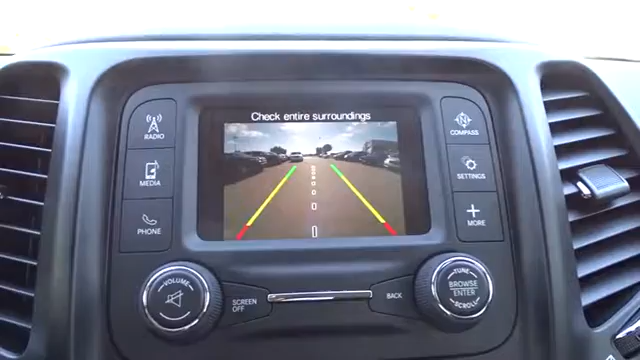 Check entire surroundings
RADIO
COMPASS
MEDIA
SETTINGS
PHONE
MORE
VOLUME
SCREEN
OFF
BACK
TUNE
BROWSE
ENTER
SCROLL